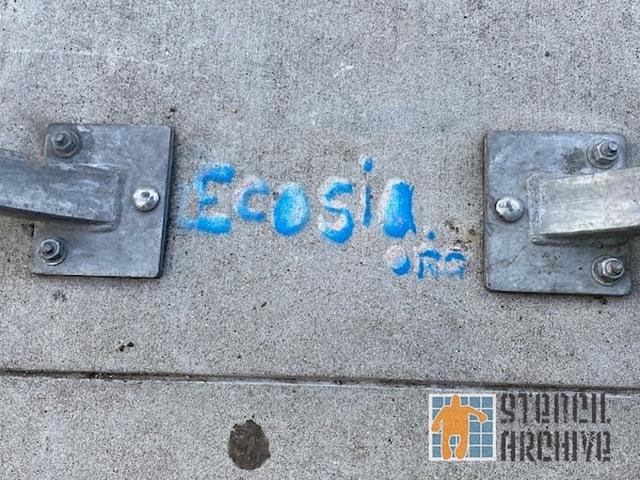 Ecosia.
ORG
STENCIL
ARCHIVE